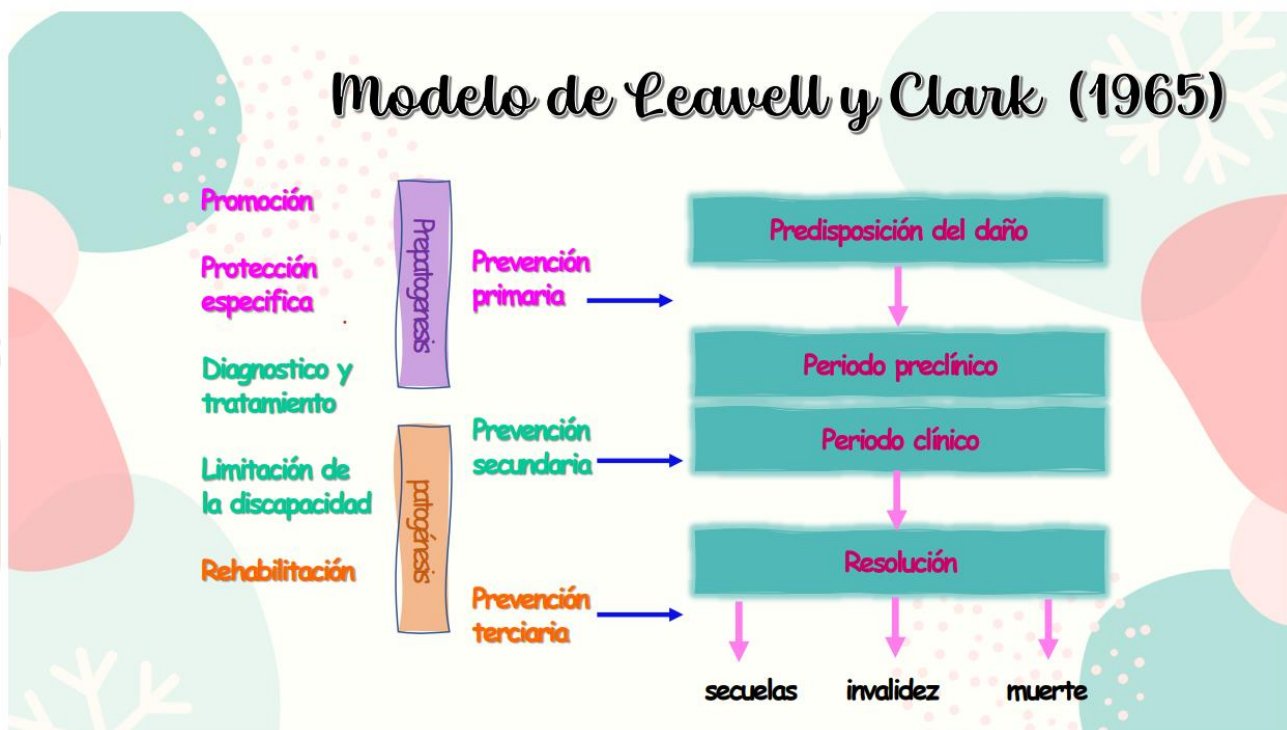 Modelo de Leavell y Clark (1965)
Promoción
Protección
especifica
Diagnostico y
tratamiento
Limitación de
la discapacidad
Rehabilitación
Prepatogenesis
patogénesis
Prevención
primaria
Prevención
secundaria
Prevención
terciaria
Predisposición del daño
Periodo preclínico
Periodo clínico
Resolución
secuelas
invalidez
muerte